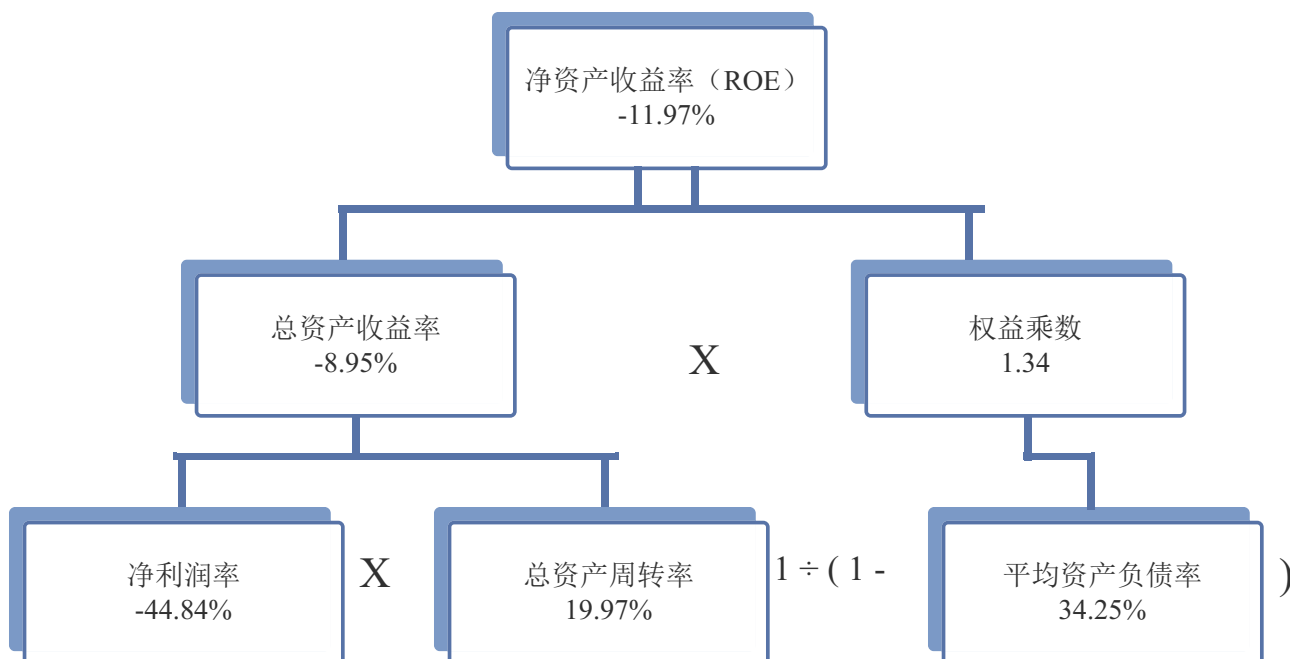 净资产收益率（ROE）
-11.97%
总资产收益率
-8.95%
X
权益乘数
1.34
净利润率
-44.84%
X
总资产周转率
19.97%
1 ÷ ( 1 -
平均资产负债率
34.25%
)